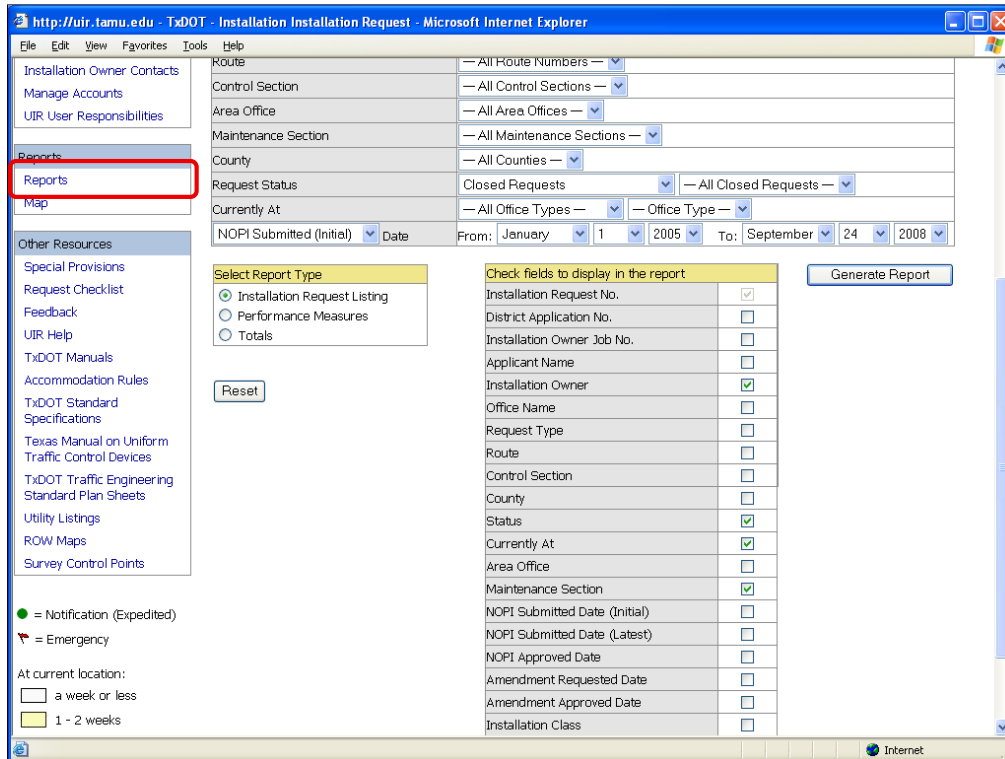 http://uir.tamu.edu - TxDOT - Installation Installation Request - Microsoft Internet Explorer
File Edit View Favorites Tools Help
Installation Owner Contacts
Manage Accounts
UIR User Responsibilities
Reports
Reports
Map
Other Resources
Special Provisions
Request Checklist
Feedback
UIR Help
TxDOT Manuals
Accommodation Rules
TxDOT Standard
Specifications
Texas Manual on Uniform
Traffic Control Devices
TxDOT Traffic Engineering
Standard Plan Sheets
Utility Listings
ROW Maps
Survey Control Points
= Notification (Expedited)
= Emergency
At current location:
a week or less
1 - 2 weeks
Route — All Route Numbers —
Control Section — All Control Sections —
Area Office — All Area Offices —
Maintenance Section — All Maintenance Sections —
County — All Counties —
Request Status Closed Requests — All Closed Requests —
Currently At — All Office Types — — Office Type —
NOPI Submitted (Initial) Date From: January 1 2005 To: September 24 2008
Select Report Type
Installation Request Listing
Performance Measures
Totals
Reset
Check fields to display in the report
Installation Request No.
District Application No.
Installation Owner Job No.
Applicant Name
Installation Owner
Office Name
Request Type
Route
Control Section
County
Status
Currently At
Area Office
Maintenance Section
NOPI Submitted Date (Initial)
NOPI Submitted Date (Latest)
NOPI Approved Date
Amendment Requested Date
Amendment Approved Date
Installation Class
Generate Report
Internet